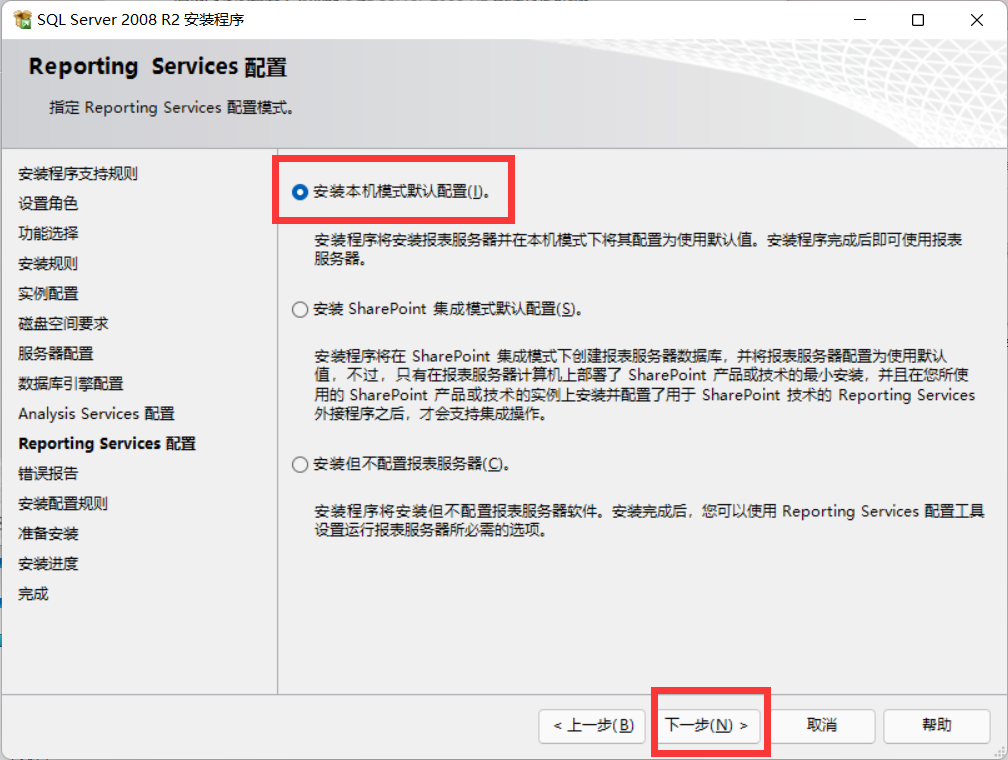 SQL Server 2008 R2 安装程序
Reporting Services 配置
指定 Reporting Services 配置模式。
安装程序支持规则
设置角色
功能选择
安装规则
实例配置
磁盘空间要求
服务器配置
数据库引擎配置
Analysis Services 配置
Reporting Services 配置
错误报告
安装配置规则
准备安装
安装进度
完成
安装本机模式默认配置(I)。
安装程序将安装报表服务器并在本机模式下将其配置为使用默认值。安装程序完成后即可使用报表
服务器。
安装 SharePoint 集成模式默认配置(S)。
安装程序将在 SharePoint 集成模式下创建报表服务器数据库，并将报表服务器配置为使用默认
值，不过，只有在报表服务器计算机上部署了 SharePoint 产品或技术的最小安装，并且在您所使
用的 SharePoint 产品或技术的实例上安装并配置了用于 SharePoint 技术的 Reporting Services
外接程序之后，才会支持集成操作。
安装但不配置报表服务器(C)。
安装程序将安装但不配置报表服务器软件。安装完成后，您可以使用 Reporting Services 配置工具
设置运行报表服务器所必需的选项。
< 上一步(B) 下一步(N) > 取消 帮助